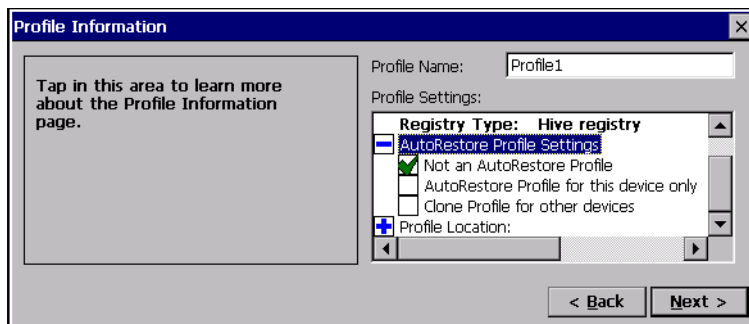 Profile Information
Tap in this area to learn more
about the Profile Information
page.
Profile Name: Profile1
Profile Settings:
Registry Type: Hive registry
AutoRestore Profile Settings
Not an AutoRestore Profile
AutoRestore Profile for this device only
Clone Profile for other devices
Profile Location:
< Back Next >